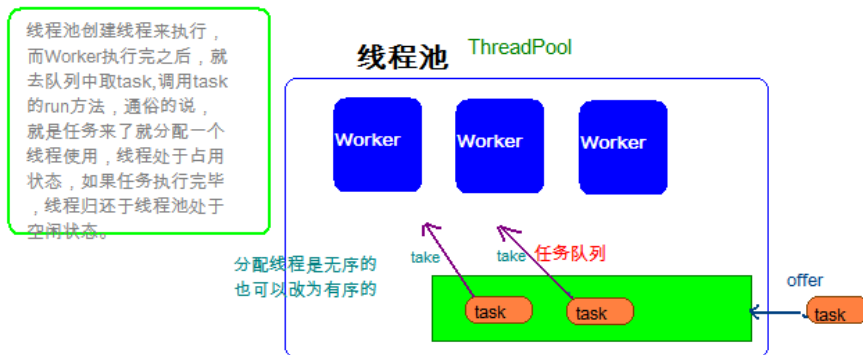 线程池创建线程来执行，
而Worker执行完之后，就
去队列中取task,调用task
的run方法，通俗的说，
就是任务来了就分配一个
线程使用，线程处于占用
状态，如果任务执行完毕
，线程归还于线程池处于
空闲状态。
线程池
ThreadPool
Worker
Worker
Worker
分配线程是无序的
也可以改为有序的
take
take
任务队列
task
task
offer
task